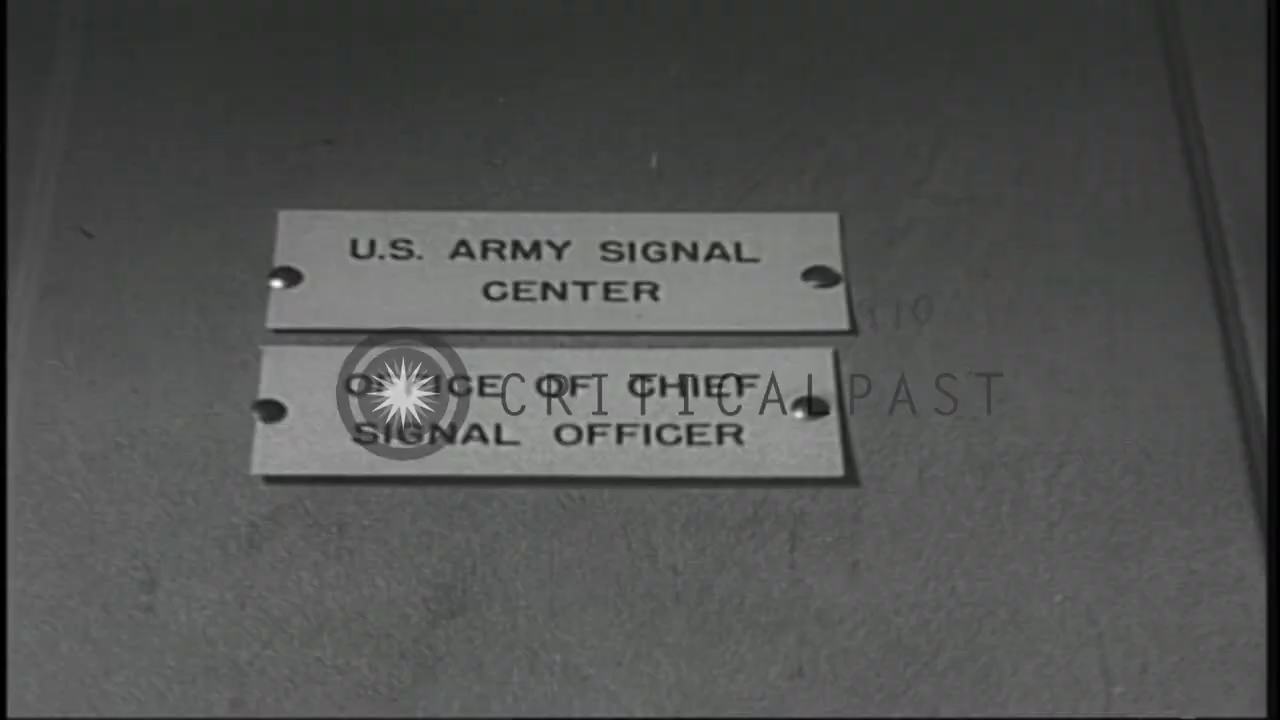 U.S. ARMY SIGNAL
CENTER
OFFICE OF CHIEF
SIGNAL OFFICER
CRITICALPAST